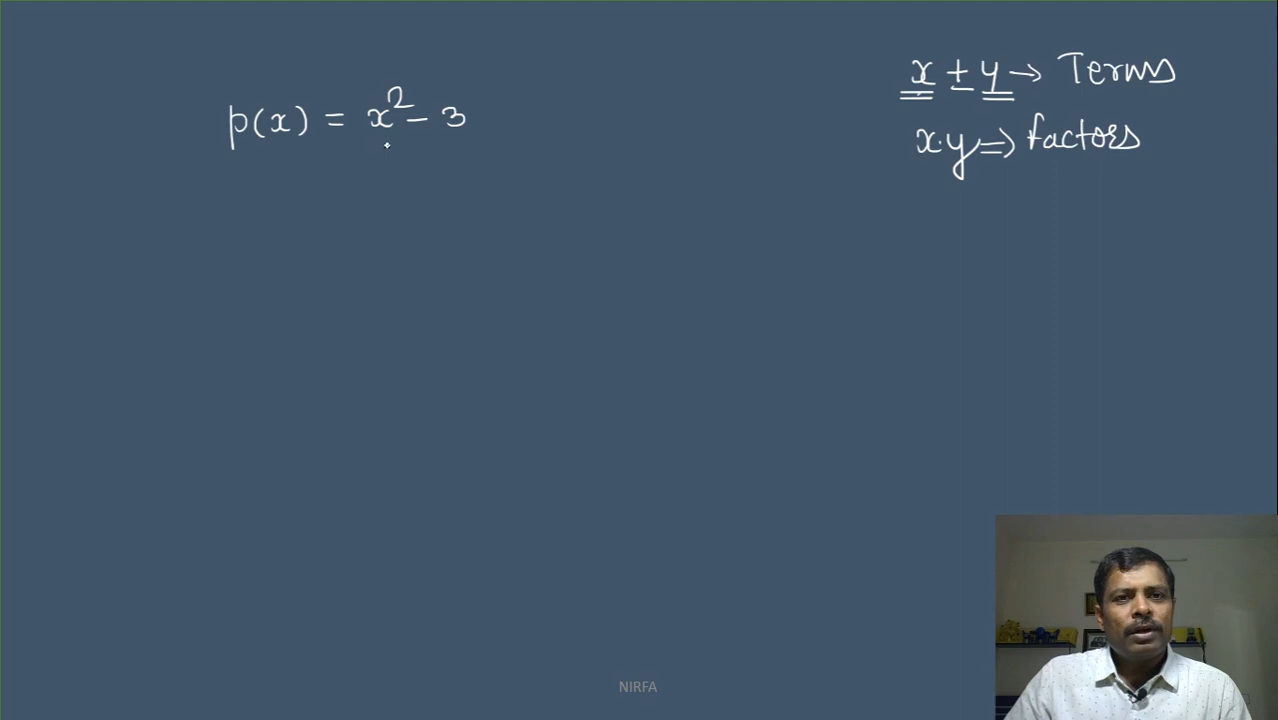 p(x) = x² - 3
x ± y → Terms
x.y ⇒ factors
NIRFA